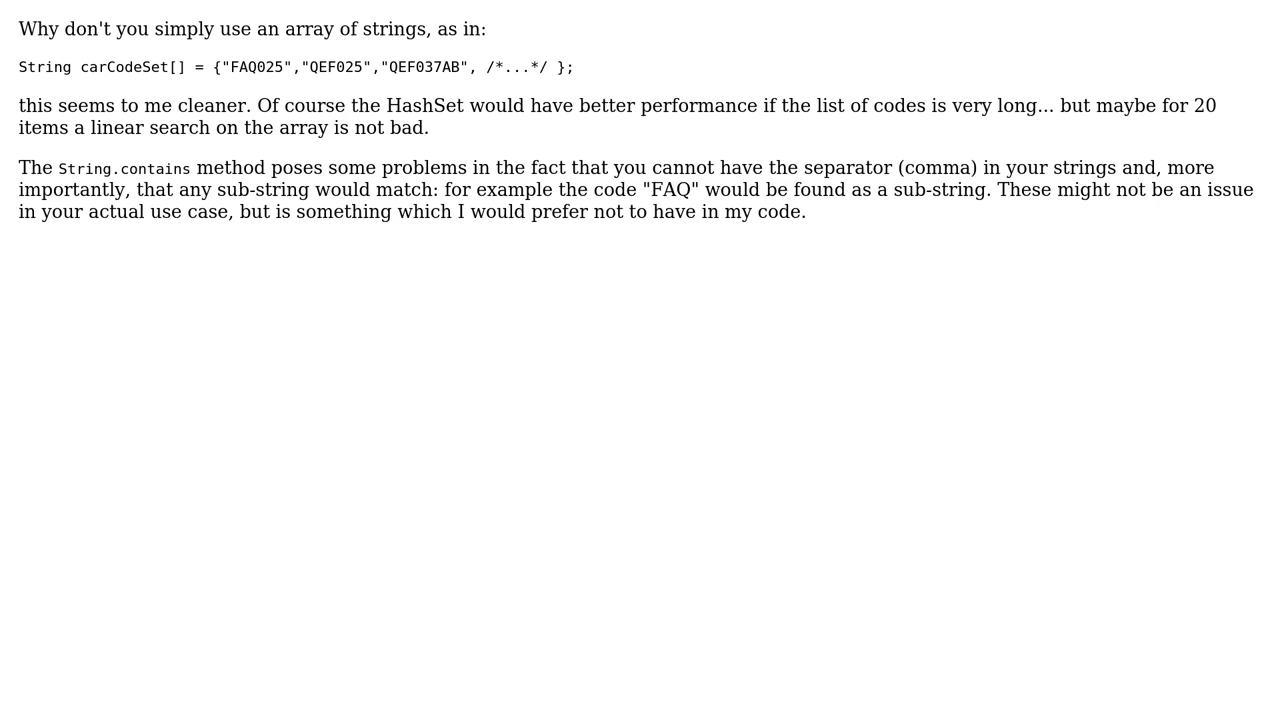 Why don't you simply use an array of strings, as in:
String carCodeSet[] = {"FAQ025","QEF025","QEF037AB", /*...*/ };
this seems to me cleaner. Of course the HashSet would have better performance if the list of codes is very long... but maybe for 20
items a linear search on the array is not bad.
The String.contains method poses some problems in the fact that you cannot have the separator (comma) in your strings and, more
importantly, that any sub-string would match: for example the code "FAQ" would be found as a sub-string. These might not be an issue
in your actual use case, but is something which I would prefer not to have in my code.